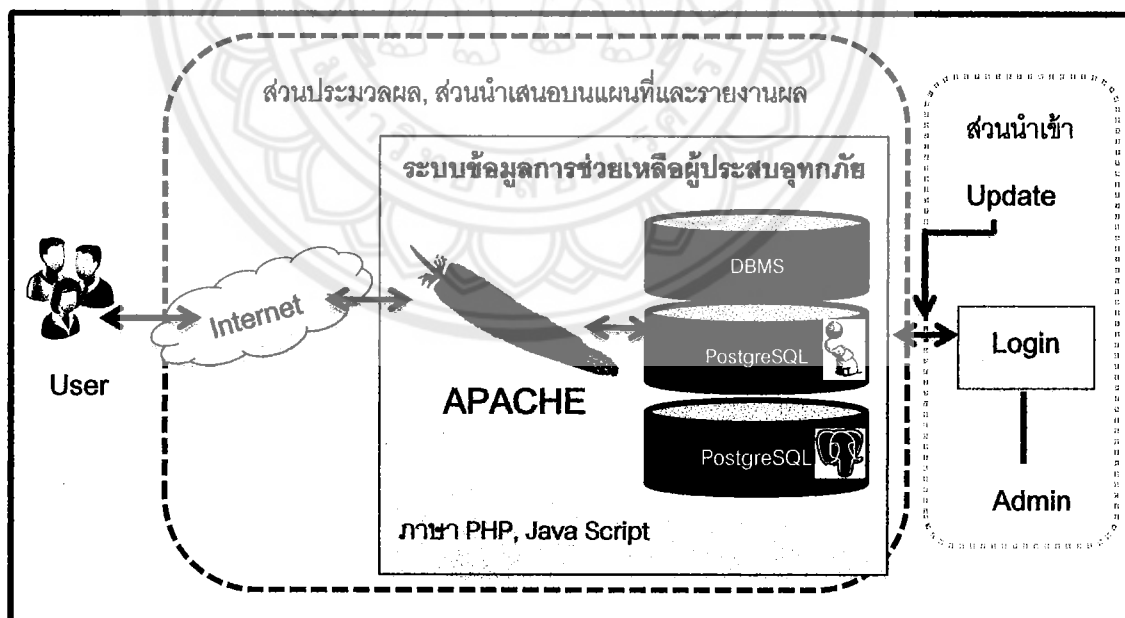 ส่วนประมวลผล, ส่วนนำเสนอบนแผนที่และรายงานผล
ระบบข้อมูลการช่วยเหลือผู้ประสบอุทกภัย
ส่วนนำเข้า
Update
DBMS
Internet
PostgreSQL
Login
User
APACHE
PostgreSQL
Admin
ภาษา PHP, Java Script